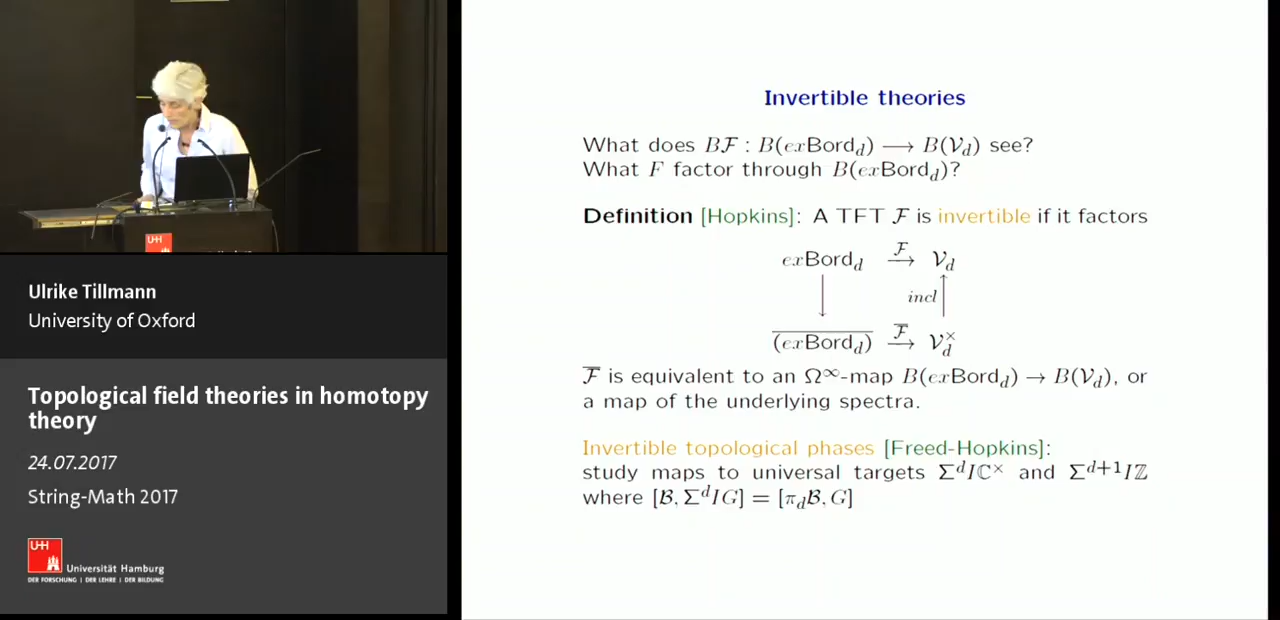 Invertible theories
What does B𝓕 : B(exBord_d) ⟶ B(𝒱_d) see?
What F factor through B(exBord_d)?
Definition [Hopkins]: A TFT 𝓕 is invertible if it factors
exBord_d 𝓕→ 𝒱_d
incl
(exBord_d) 𝓕̅→ 𝒱_d^×
𝓕̅ is equivalent to an Ω^∞-map B(exBord_d) → B(𝒱_d), or
a map of the underlying spectra.
Invertible topological phases [Freed-Hopkins]:
study maps to universal targets Σ^d Iℂ^× and Σ^{d+1} Iℤ
where [𝓑, Σ^d IG] = [π_d 𝓑, G]
UH
Ulrike Tillmann
University of Oxford
Topological field theories in homotopy
theory
24.07.2017
String-Math 2017
UH
Universität Hamburg
DER FORSCHUNG | DER LEHRE | DER BILDUNG